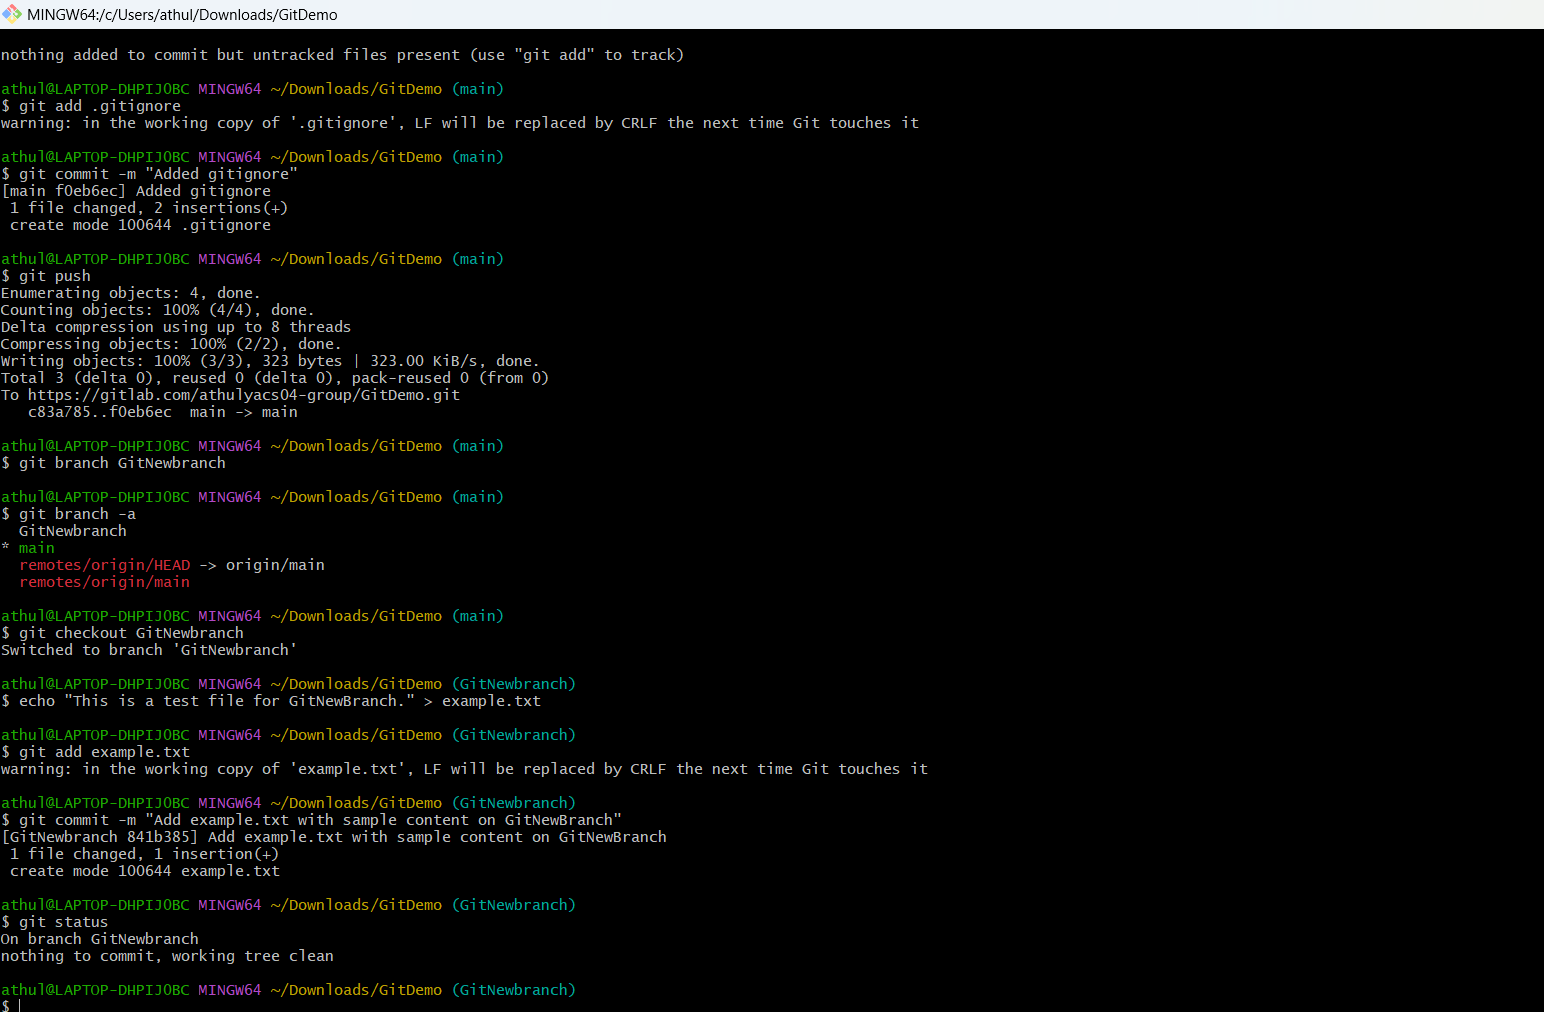 MINGW64:/c/Users/athul/Downloads/GitDemo
nothing added to commit but untracked files present (use "git add" to track)
athul@LAPTOP-DHPIJOBC MINGW64 ~/Downloads/GitDemo (main)
$ git add .gitignore
warning: in the working copy of '.gitignore', LF will be replaced by CRLF the next time Git touches it
athul@LAPTOP-DHPIJOBC MINGW64 ~/Downloads/GitDemo (main)
$ git commit -m "Added gitignore"
[main f0eb6ec] Added gitignore
1 file changed, 2 insertions(+)
create mode 100644 .gitignore
athul@LAPTOP-DHPIJOBC MINGW64 ~/Downloads/GitDemo (main)
$ git push
Enumerating objects: 4, done.
Counting objects: 100% (4/4), done.
Delta compression using up to 8 threads
Compressing objects: 100% (2/2), done.
Writing objects: 100% (3/3), 323 bytes | 323.00 KiB/s, done.
Total 3 (delta 0), reused 0 (delta 0), pack-reused 0 (from 0)
To https://gitlab.com/athulyacs04-group/GitDemo.git
c83a785..f0eb6ec  main -> main
athul@LAPTOP-DHPIJOBC MINGW64 ~/Downloads/GitDemo (main)
$ git branch GitNewbranch
athul@LAPTOP-DHPIJOBC MINGW64 ~/Downloads/GitDemo (main)
$ git branch -a
GitNewbranch
* main
remotes/origin/HEAD -> origin/main
remotes/origin/main
athul@LAPTOP-DHPIJOBC MINGW64 ~/Downloads/GitDemo (main)
$ git checkout GitNewbranch
Switched to branch 'GitNewbranch'
athul@LAPTOP-DHPIJOBC MINGW64 ~/Downloads/GitDemo (GitNewbranch)
$ echo "This is a test file for GitNewBranch." > example.txt
athul@LAPTOP-DHPIJOBC MINGW64 ~/Downloads/GitDemo (GitNewbranch)
$ git add example.txt
warning: in the working copy of 'example.txt', LF will be replaced by CRLF the next time Git touches it
athul@LAPTOP-DHPIJOBC MINGW64 ~/Downloads/GitDemo (GitNewbranch)
$ git commit -m "Add example.txt with sample content on GitNewBranch"
[GitNewbranch 841b385] Add example.txt with sample content on GitNewBranch
1 file changed, 1 insertion(+)
create mode 100644 example.txt
athul@LAPTOP-DHPIJOBC MINGW64 ~/Downloads/GitDemo (GitNewbranch)
$ git status
On branch GitNewbranch
nothing to commit, working tree clean
athul@LAPTOP-DHPIJOBC MINGW64 ~/Downloads/GitDemo (GitNewbranch)
$